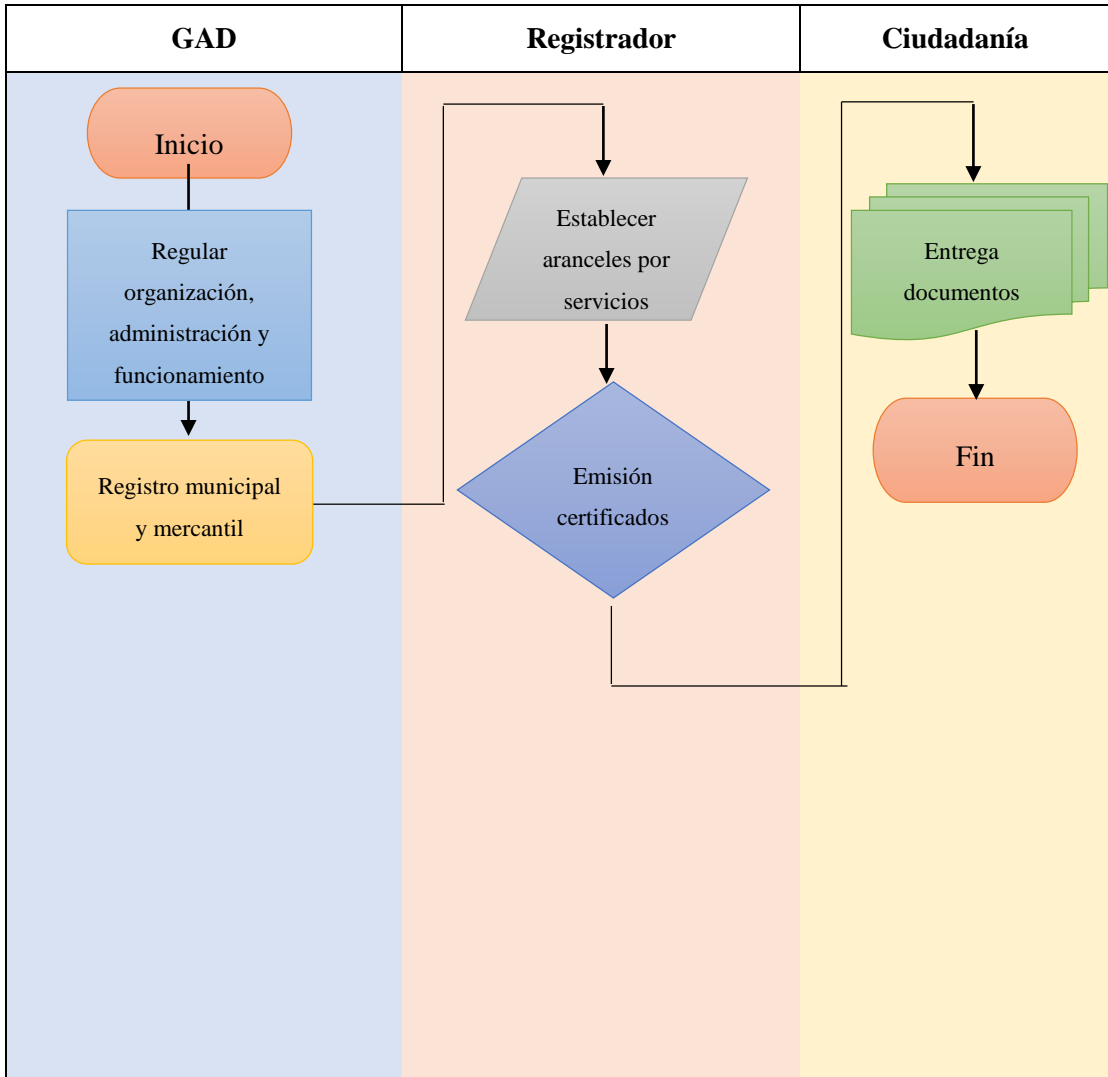 GAD
Registrador
Ciudadanía
Inicio
Regular
organización,
administración y
funcionamiento
Registro municipal
y mercantil
Establecer
aranceles por
servicios
Emisión
certificados
Entrega
documentos
Fin